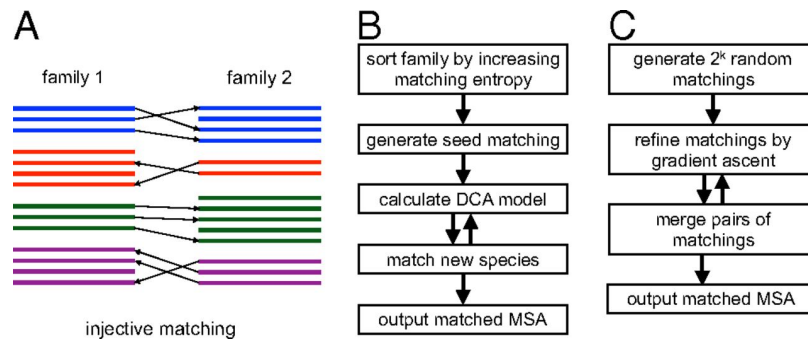 A
family 1
family 2
injective matching
B
sort family by increasing
matching entropy
generate seed matching
calculate DCA model
match new species
output matched MSA
C
generate 2ᵏ random
matchings
refine matchings by
gradient ascent
merge pairs of
matchings
output matched MSA